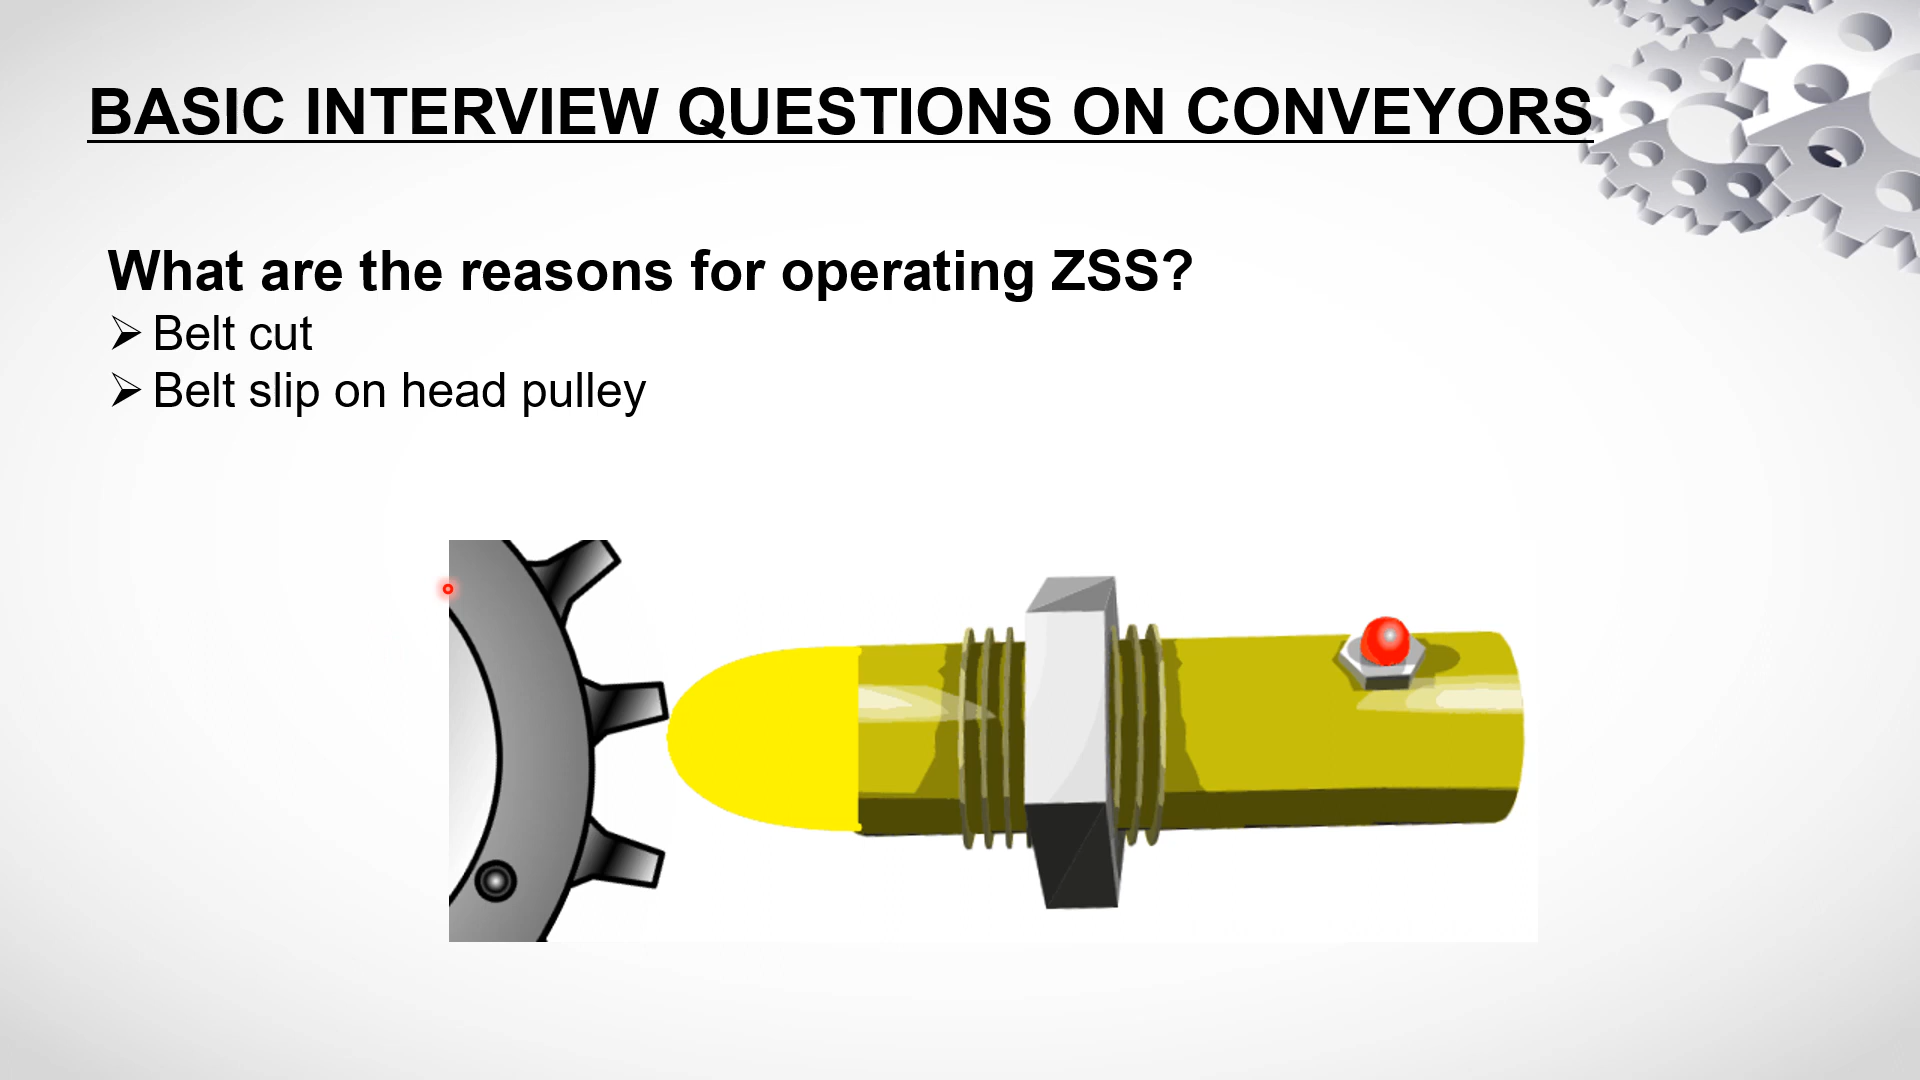 BASIC INTERVIEW QUESTIONS ON CONVEYORS
What are the reasons for operating ZSS?
➢ Belt cut
➢ Belt slip on head pulley